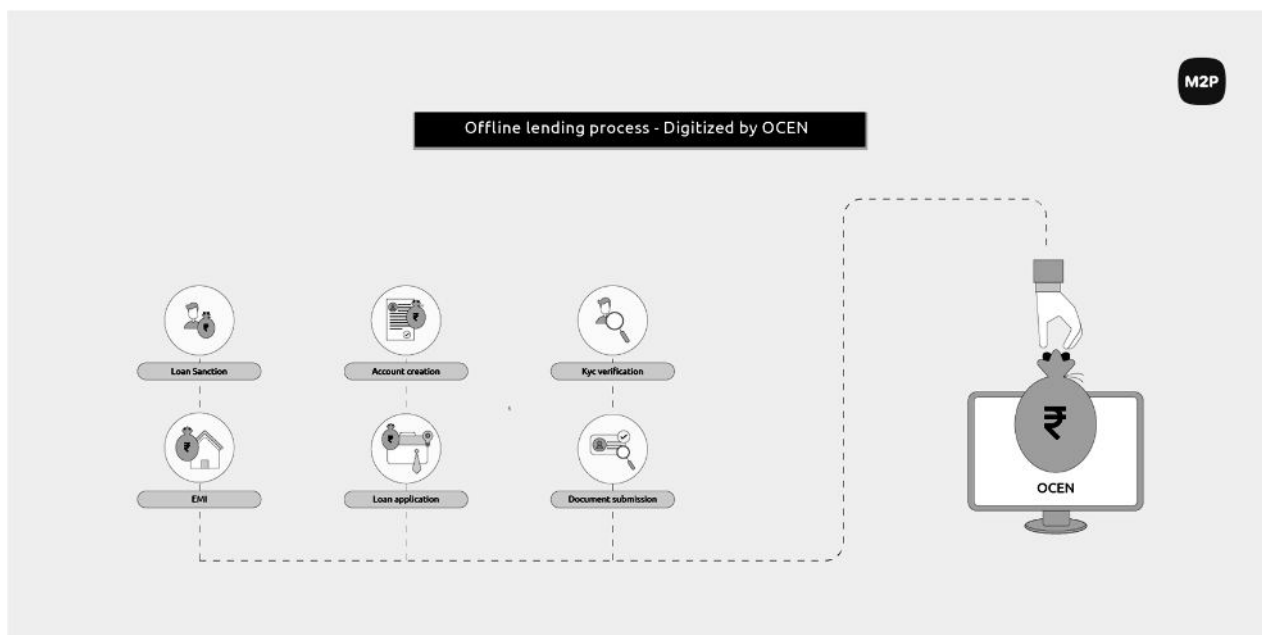 M2P
Offline lending process - Digitized by OCEN
₹
₹
Loan Sanction
Account creation
Kyc verification
₹
₹
EMI
Loan application
Document submission
₹
OCEN